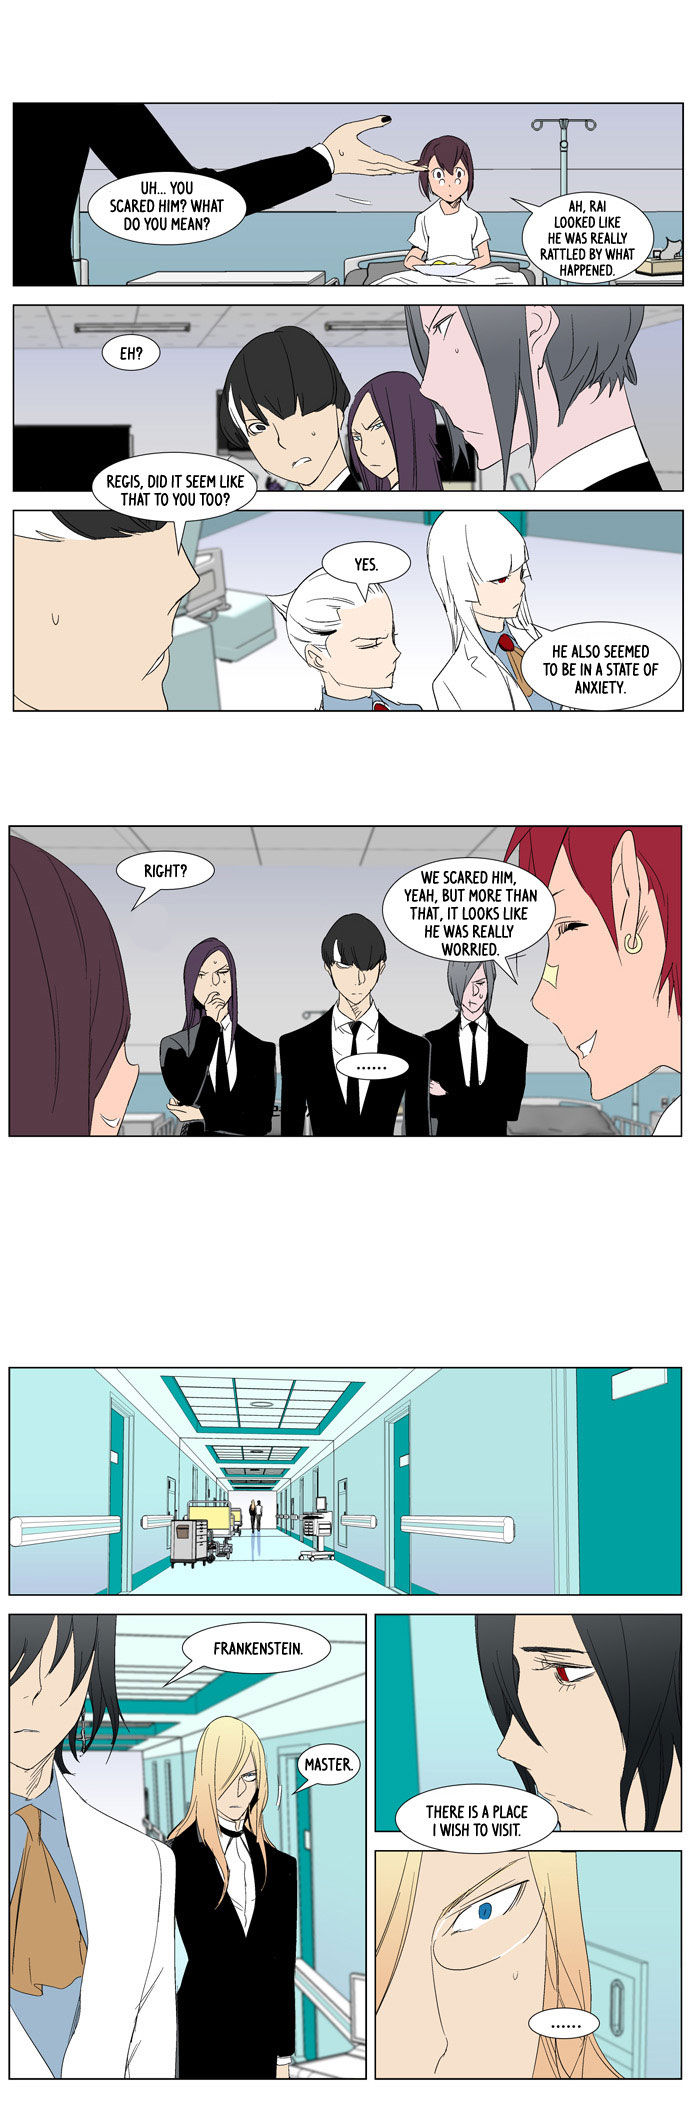 UH... YOU
SCARED HIM? WHAT
DO YOU MEAN?
AH, RAI
LOOKED LIKE
HE WAS REALLY
RATTLED BY WHAT
HAPPENED.
EH?
REGIS, DID IT SEEM LIKE
THAT TO YOU TOO?
YES.
HE ALSO SEEMED
TO BE IN A STATE OF
ANXIETY.
RIGHT?
WE SCARED HIM,
YEAH, BUT MORE THAN
THAT, IT LOOKS LIKE
HE WAS REALLY
WORRIED.
......
FRANKENSTEIN.
MASTER.
THERE IS A PLACE
I WISH TO VISIT.
......